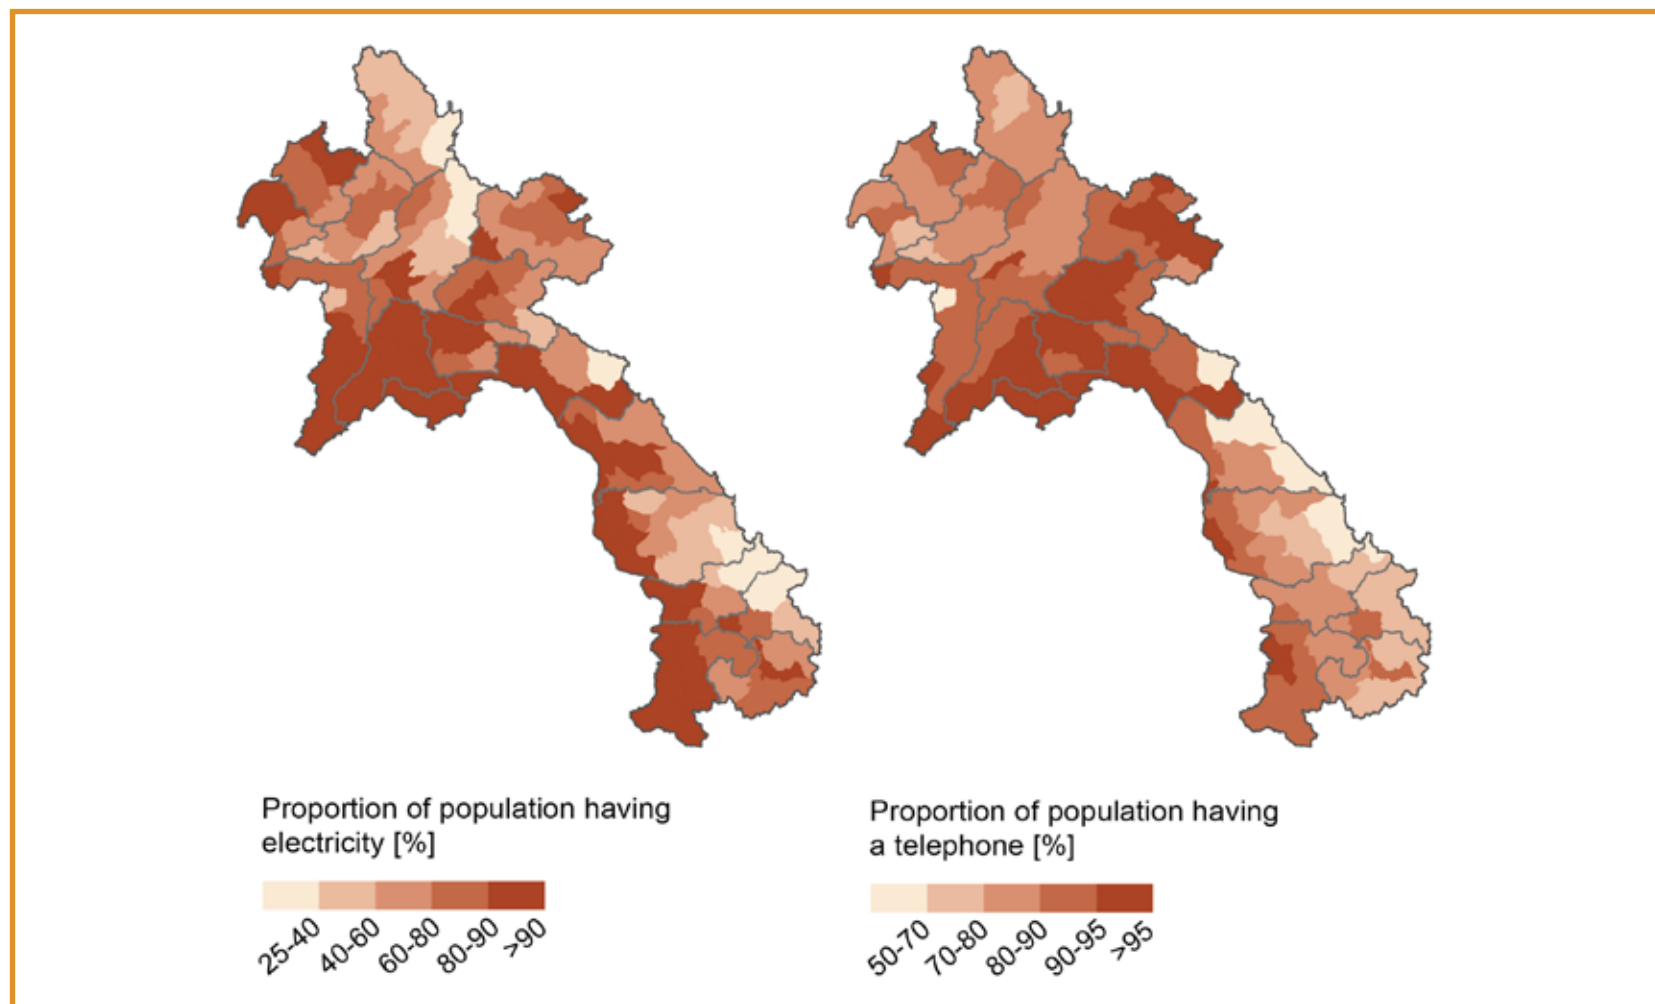 Proportion of population having
electricity [%]
25-40
40-60
60-80
80-90
>90
Proportion of population having
a telephone [%]
50-70
70-80
80-90
90-95
>95